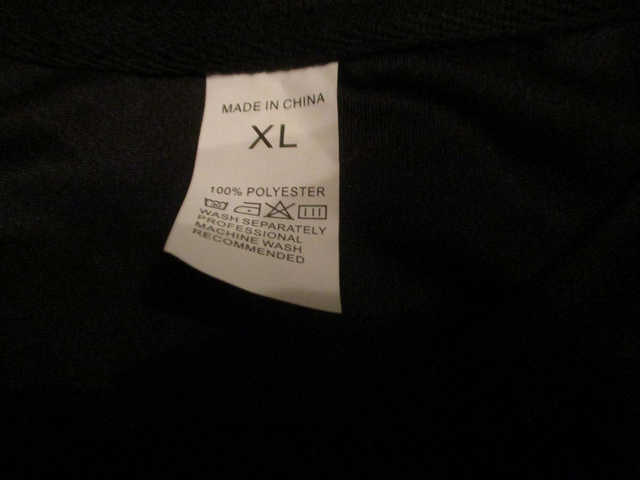 MADE IN CHINA
XL
100% POLYESTER
WASH SEPARATELY
PROFESSIONAL
MACHINE WASH
RECOMMENDED